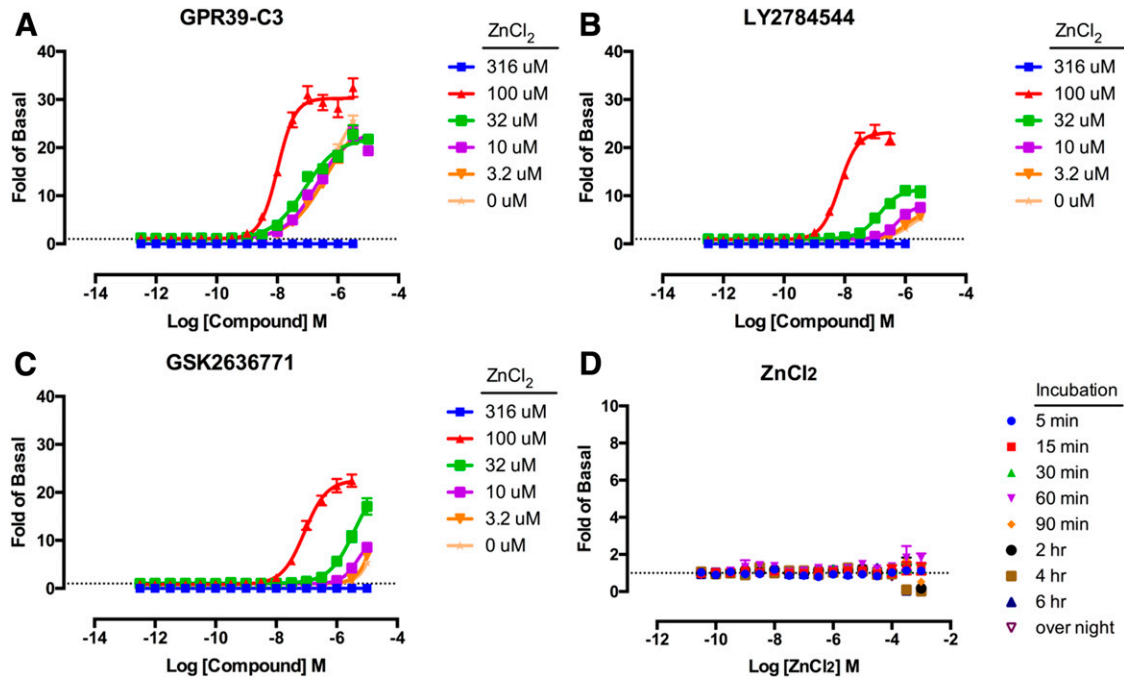 A
GPR39-C3
Fold of Basal
40
30
20
10
0
-14 -12 -10 -8 -6 -4
Log [Compound] M
ZnCl2
316 uM
100 uM
32 uM
10 uM
3.2 uM
0 uM
B
LY2784544
Fold of Basal
40
30
20
10
0
-14 -12 -10 -8 -6 -4
Log [Compound] M
ZnCl2
316 uM
100 uM
32 uM
10 uM
3.2 uM
0 uM
C
GSK2636771
Fold of Basal
40
30
20
10
0
-14 -12 -10 -8 -6 -4
Log [Compound] M
ZnCl2
316 uM
100 uM
32 uM
10 uM
3.2 uM
0 uM
D
ZnCl2
Fold of Basal
10
8
6
4
2
0
-12 -10 -8 -6 -4 -2
Log [ZnCl2] M
Incubation
5 min
15 min
30 min
60 min
90 min
2 hr
4 hr
6 hr
over night